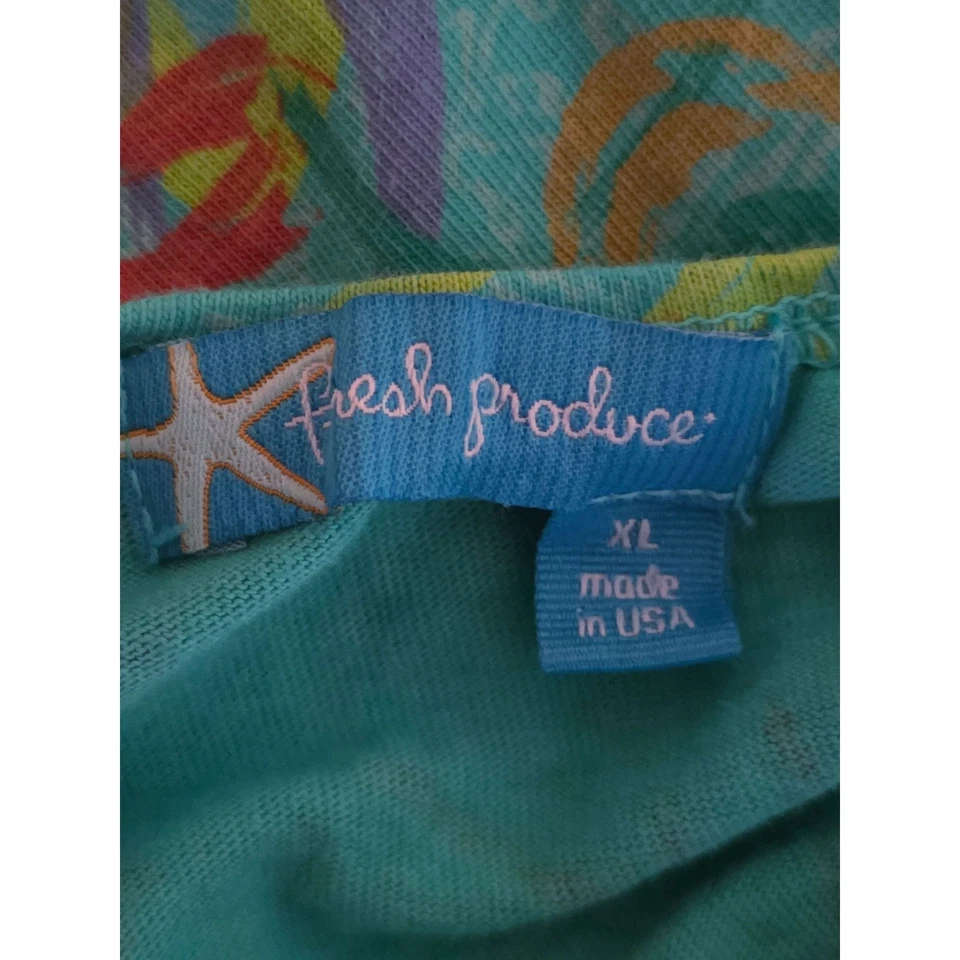 fresh produce
XL
made
in USA